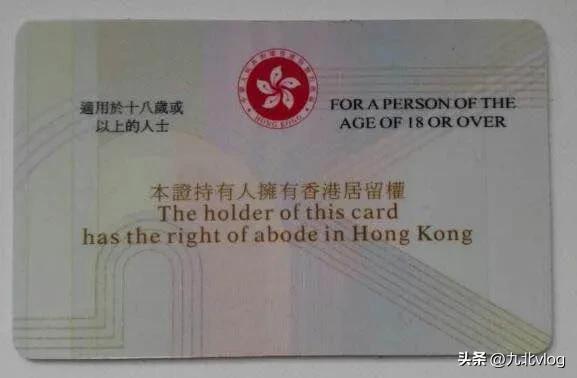 適用於十八歲或
以上的人士
HONG KONG
FOR A PERSON OF THE
AGE OF 18 OR OVER
本證持有人擁有香港居留權
The holder of this card
has the right of abode in Hong Kong
头条 @九北vlog